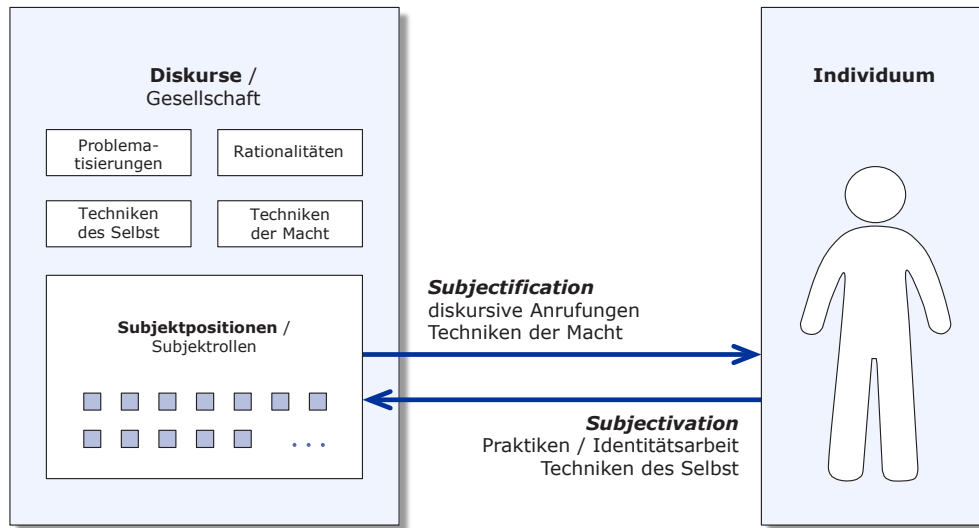 Diskurse /
Gesellschaft
Problema-
tisierungen
Rationalitäten
Techniken
des Selbst
Techniken
der Macht
Subjektpositionen /
Subjektrollen
. . .
Subjectification
diskursive Anrufungen
Techniken der Macht
Subjectivation
Praktiken / Identitätsarbeit
Techniken des Selbst
Individuum